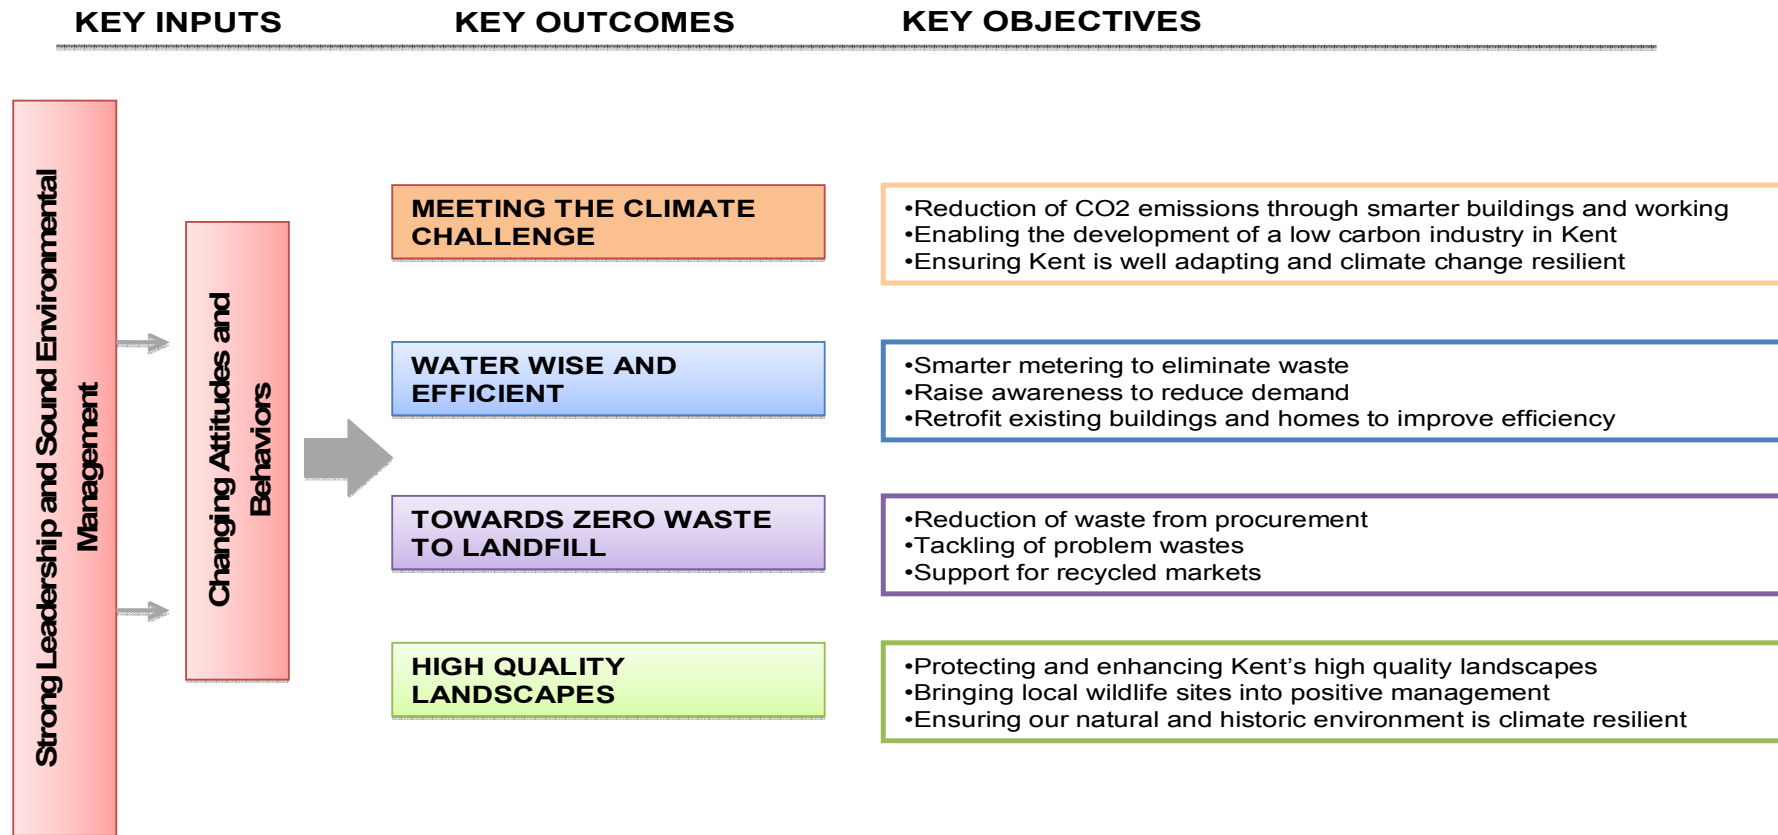 KEY INPUTS
KEY OUTCOMES
KEY OBJECTIVES
Strong Leadership and Sound Environmental
Management
Changing Attitudes and
Behaviors
MEETING THE CLIMATE
CHALLENGE
•Reduction of CO2 emissions through smarter buildings and working
•Enabling the development of a low carbon industry in Kent
•Ensuring Kent is well adapting and climate change resilient
WATER WISE AND
EFFICIENT
•Smarter metering to eliminate waste
•Raise awareness to reduce demand
•Retrofit existing buildings and homes to improve efficiency
TOWARDS ZERO WASTE
TO LANDFILL
•Reduction of waste from procurement
•Tackling of problem wastes
•Support for recycled markets
HIGH QUALITY
LANDSCAPES
•Protecting and enhancing Kent’s high quality landscapes
•Bringing local wildlife sites into positive management
•Ensuring our natural and historic environment is climate resilient